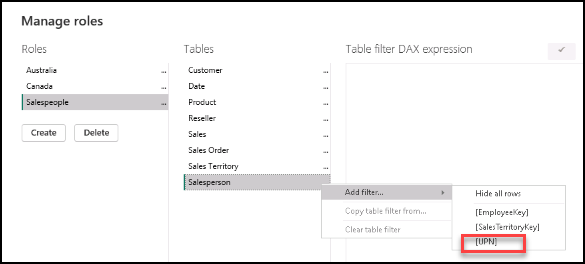 Manage roles
Roles
Australia ...
Canada ...
Salespeople ...
Create Delete
Tables
Customer ...
Date ...
Product ...
Reseller ...
Sales ...
Sales Order ...
Sales Territory ...
Salesperson
Table filter DAX expression
Add filter...
Copy table filter from...
Clear table filter
Hide all rows
[EmployeeKey]
[SalesTerritoryKey]
[UPN]